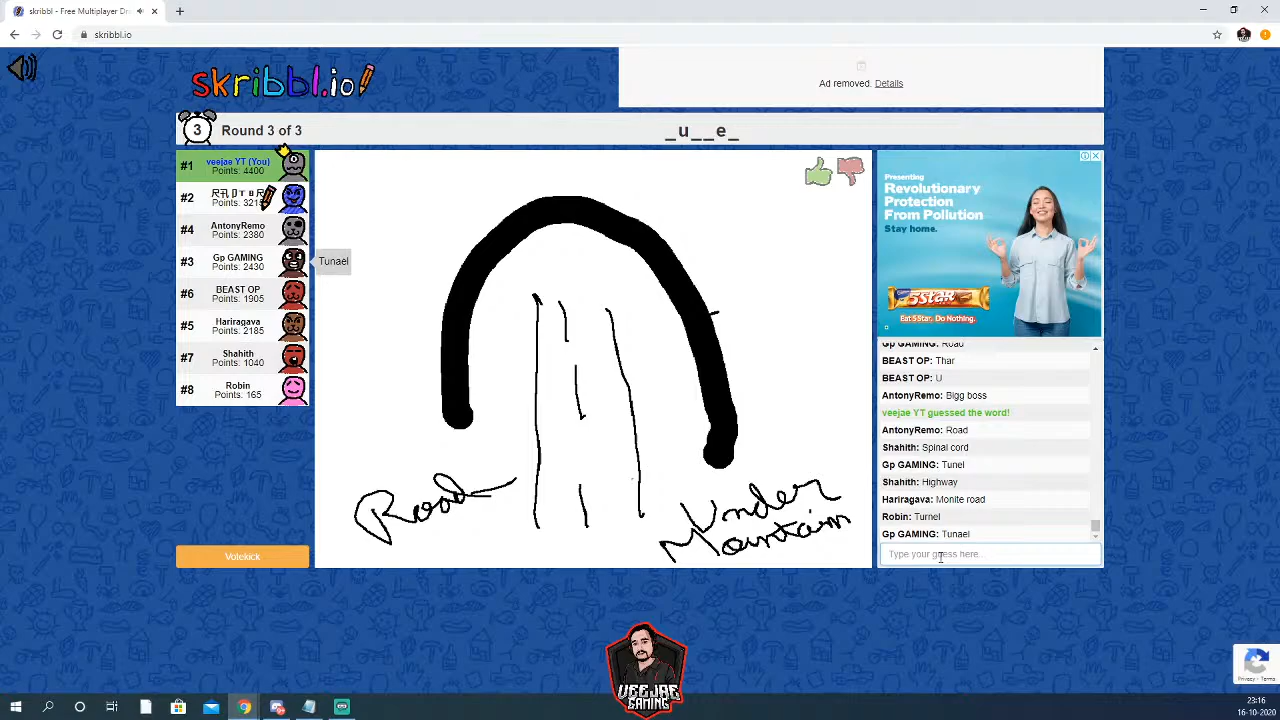 skribbl - Free Multiplayer Dr
skribbl.io
skribbl.io
Ad removed. Details
3
Round 3 of 3
_u__e_
#1
veejae YT (You)
Points: 4400
#2
#4
AntonyRemo
Points: 2380
#3
Gp GAMING
Points: 2430
Tunael
#6
BEAST OP
Points: 1905
#5
Hariragava
Points: 2185
#7
Shahith
Points: 1040
#8
Robin
Points: 165
Votekick
Road
Under
Mountain
Presenting
Revolutionary
Protection
From Pollution
Stay home.
5Star
Eat 5Star. Do Nothing.
Gp GAMING: Road
BEAST OP: Thar
BEAST OP: U
AntonyRemo: Bigg boss
veejae YT guessed the word!
AntonyRemo: Road
Shahith: Spinal cord
Gp GAMING: Tunel
Shahith: Highway
Hariragava: Monite road
Robin: Turnel
Gp GAMING: Tunael
Type your guess here...
VEEJAE
GAMING
Privacy - Terms
23:16
16-10-2020